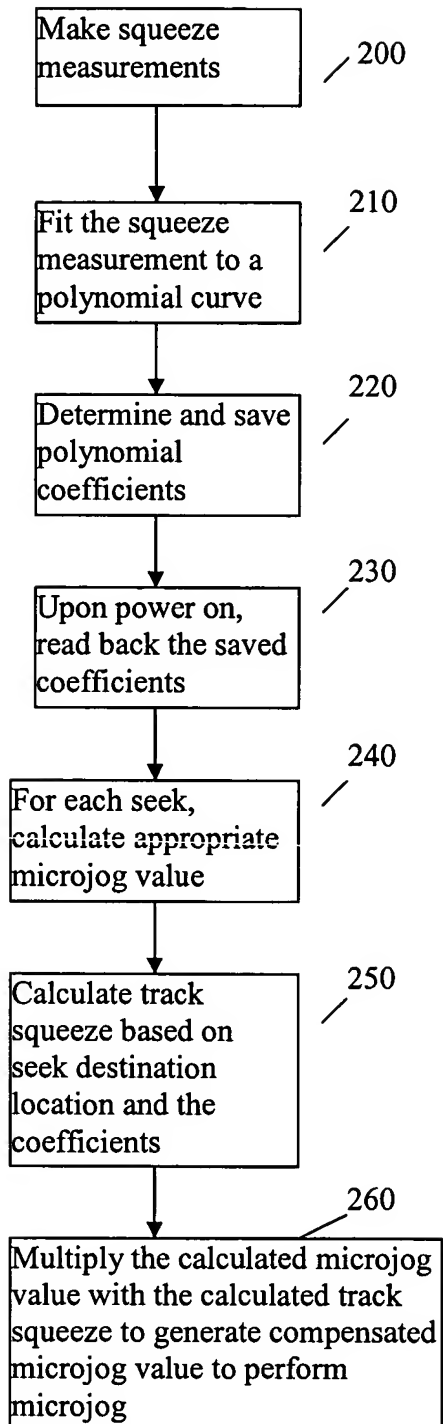 Make squeeze
measurements
200
210
Fit the squeeze
measurement to a
polynomial curve
220
Determine and save
polynomial
coefficients
230
Upon power on,
read back the saved
coefficients
240
For each seek,
calculate appropriate
microjog value
250
Calculate track
squeeze based on
seek destination
location and the
coefficients
260
Multiply the calculated microjog
value with the calculated track
squeeze to generate compensated
microjog value to perform
microjog